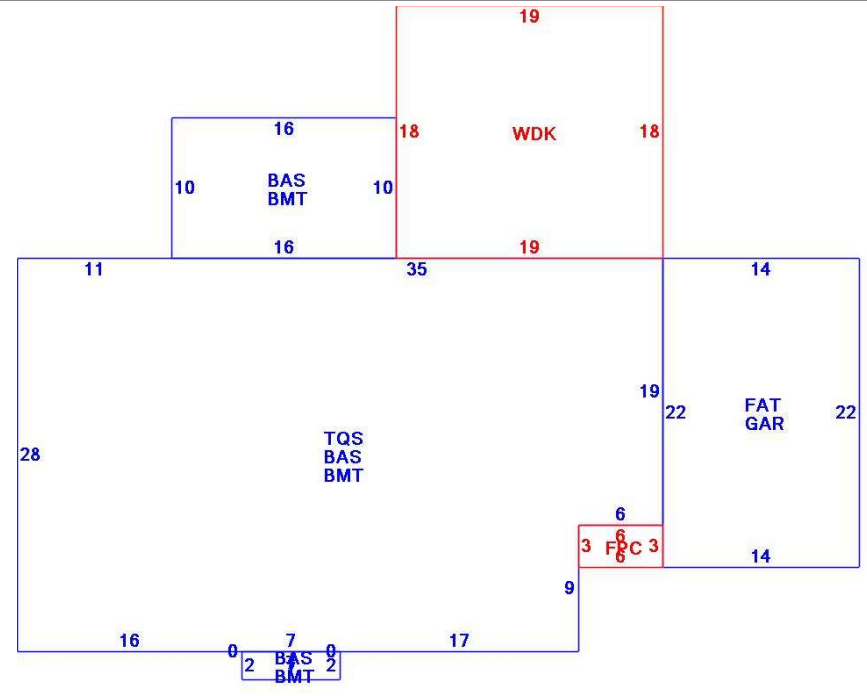 19
18 WDK 18
16
10 BAS 10
BMT
16 19
11 35 14
19
28 TQS
BAS
BMT
22 FAT 22
GAR
6
6
3 FPC 3
6
14
9
16 7 17
0 0
2 BAS 2
BMT